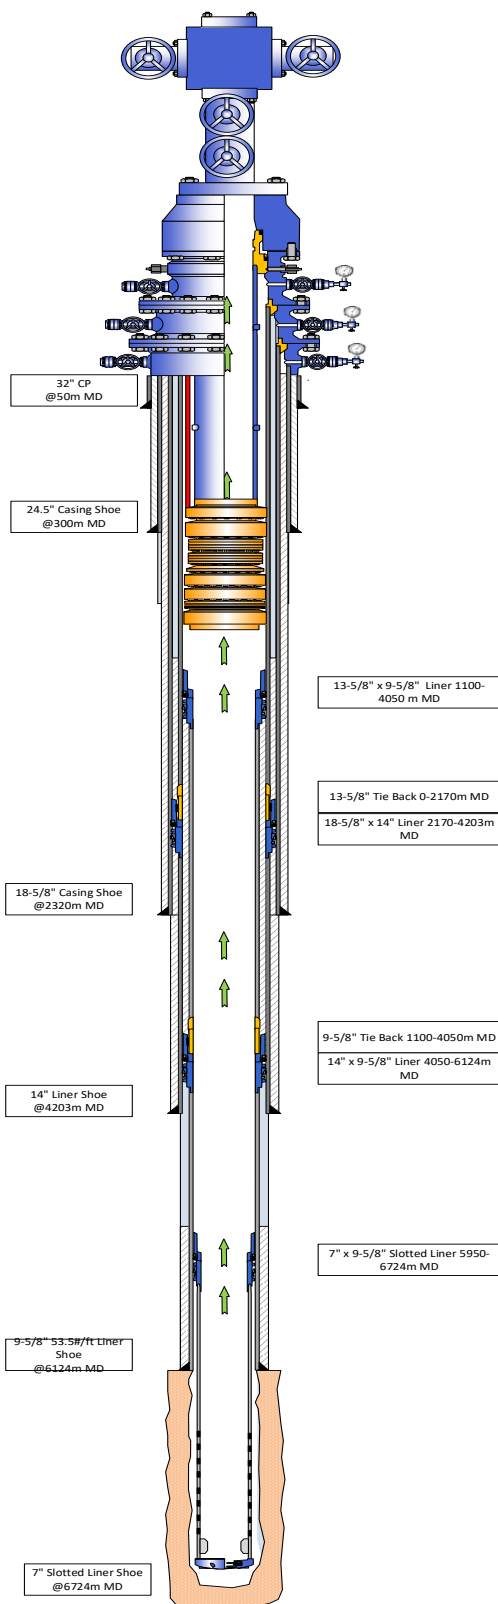 32" CP
@50m MD
24.5" Casing Shoe
@300m MD
13-5/8" x 9-5/8" Liner 1100-
4050 m MD
13-5/8" Tie Back 0-2170m MD
18-5/8" x 14" Liner 2170-4203m
MD
18-5/8" Casing Shoe
@2320m MD
9-5/8" Tie Back 1100-4050m MD
14" x 9-5/8" Liner 4050-6124m
MD
14" Liner Shoe
@4203m MD
7" x 9-5/8" Slotted Liner 5950-
6724m MD
9-5/8" 53.5#/ft Liner
Shoe
@6124m MD
7" Slotted Liner Shoe
@6724m MD